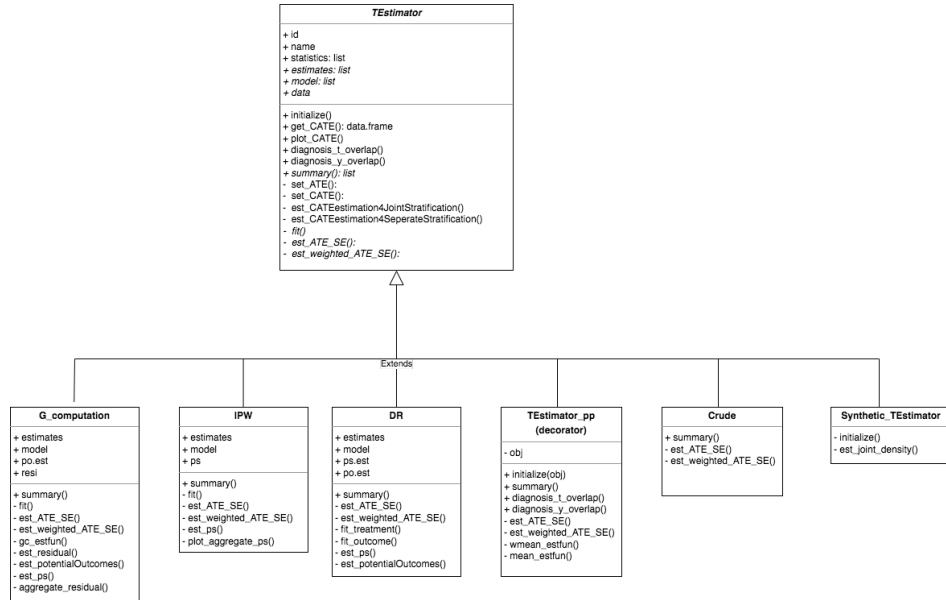 TEstimator
+ id
+ name
+ statistics: list
+ estimates: list
+ model: list
+ data
+ initialize()
+ get_CATE(): data.frame
+ plot_CATE()
+ diagnosis_t_overlap()
+ diagnosis_y_overlap()
+ summary(): list
- set_ATE():
- set_CATE():
- est_CATEestimation4JointStratification()
- est_CATEestimation4SeperateStratification()
- fit()
- est_ATE_SE():
- est_weighted_ATE_SE():
Extends
G_computation
+ estimates
+ model
+ po.est
+ resi
+ summary()
- fit()
- est_ATE_SE()
- est_weighted_ATE_SE()
- gc_estfun()
- est_residual()
- est_potentialOutcomes()
- est_ps()
- aggregate_residual()
IPW
+ estimates
+ model
+ ps
+ summary()
- fit()
- est_ATE_SE()
- est_weighted_ATE_SE()
- est_ps()
- plot_aggregate_ps()
DR
+ estimates
+ model
+ ps.est
+ po.est
+ summary()
- est_ATE_SE()
- est_weighted_ATE_SE()
- fit_treatment()
- fit_outcome()
- est_ps()
- est_potentialOutcomes()
TEstimator_pp
(decorator)
- obj
+ initialize(obj)
+ summary()
+ diagnosis_t_overlap()
+ diagnosis_y_overlap()
- est_ATE_SE()
- est_weighted_ATE_SE()
- wmean_estfun()
- mean_estfun()
Crude
+ summary()
- est_ATE_SE()
- est_weighted_ATE_SE()
Synthetic_TEstimator
- initialize()
- est_joint_density()